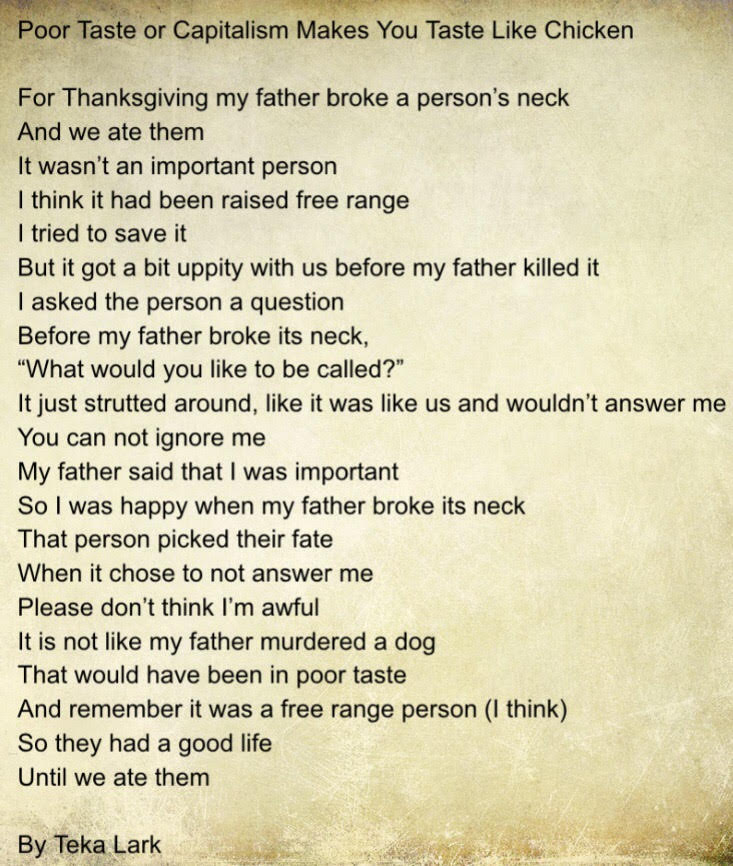 Poor Taste or Capitalism Makes You Taste Like Chicken
For Thanksgiving my father broke a person’s neck
And we ate them
It wasn’t an important person
I think it had been raised free range
I tried to save it
But it got a bit uppity with us before my father killed it
I asked the person a question
Before my father broke its neck,
“What would you like to be called?”
It just strutted around, like it was like us and wouldn’t answer me
You can not ignore me
My father said that I was important
So I was happy when my father broke its neck
That person picked their fate
When it chose to not answer me
Please don’t think I’m awful
It is not like my father murdered a dog
That would have been in poor taste
And remember it was a free range person (I think)
So they had a good life
Until we ate them
By Teka Lark